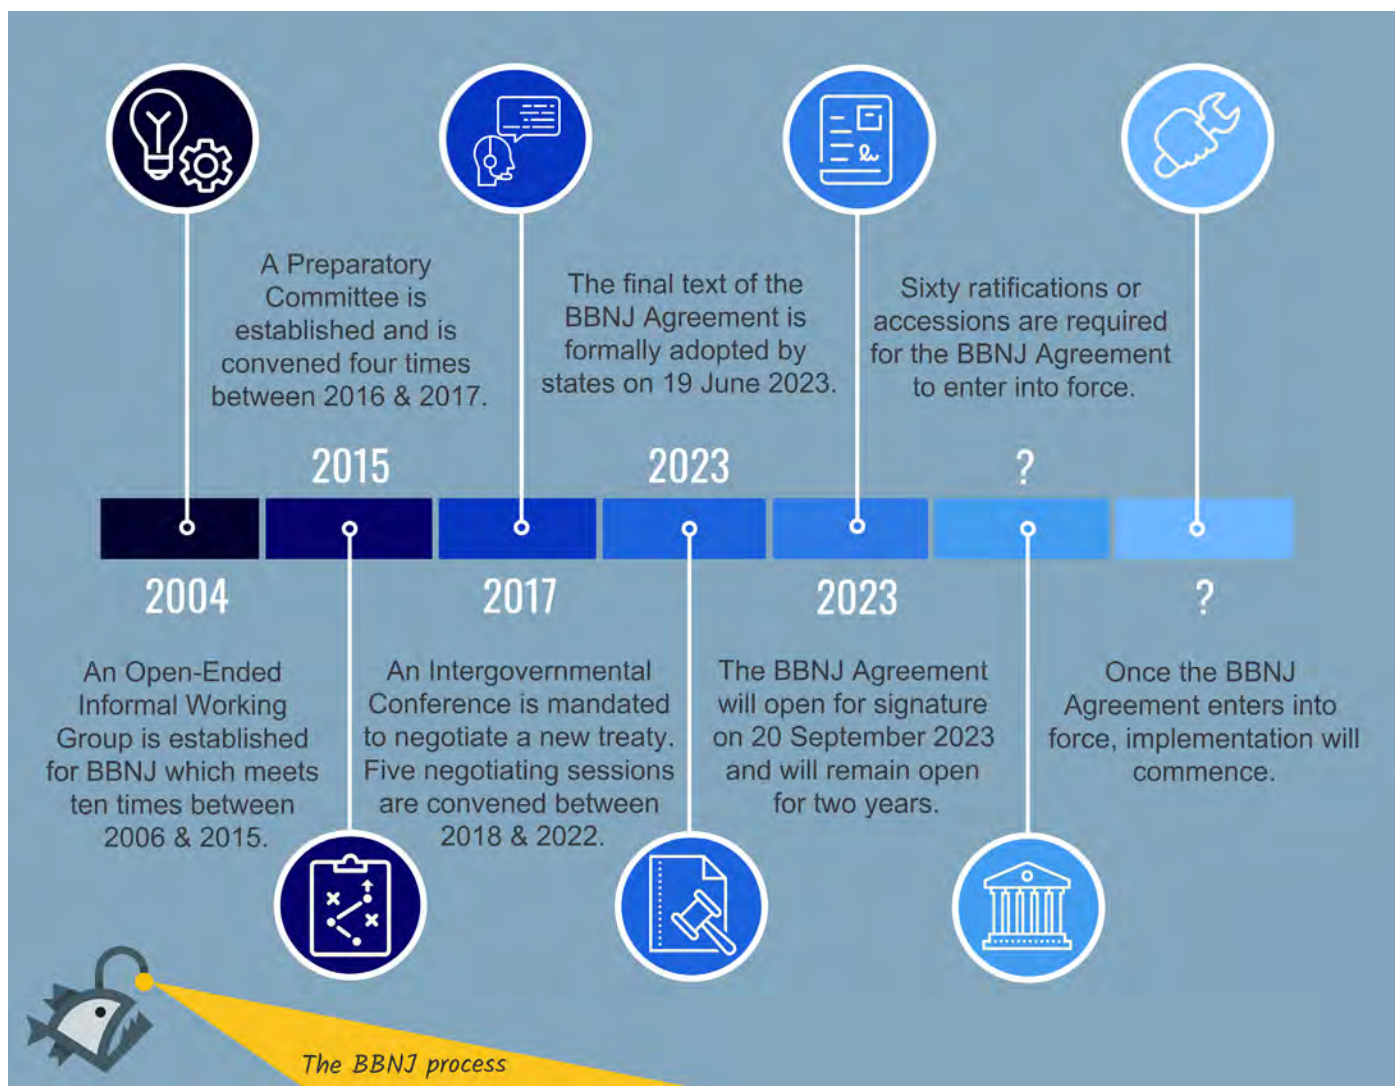 2004
An Open-Ended
Informal Working
Group is established
for BBNJ which meets
ten times between
2006 & 2015.
A Preparatory
Committee is
established and is
convened four times
between 2016 & 2017.
2015
2017
An Intergovernmental
Conference is mandated
to negotiate a new treaty.
Five negotiating sessions
are convened between
2018 & 2022.
The final text of the
BBNJ Agreement is
formally adopted by
states on 19 June 2023.
2023
2023
The BBNJ Agreement
will open for signature
on 20 September 2023
and will remain open
for two years.
Sixty ratifications or
accessions are required
for the BBNJ Agreement
to enter into force.
?
?
Once the BBNJ
Agreement enters into
force, implementation will
commence.
The BBNJ process